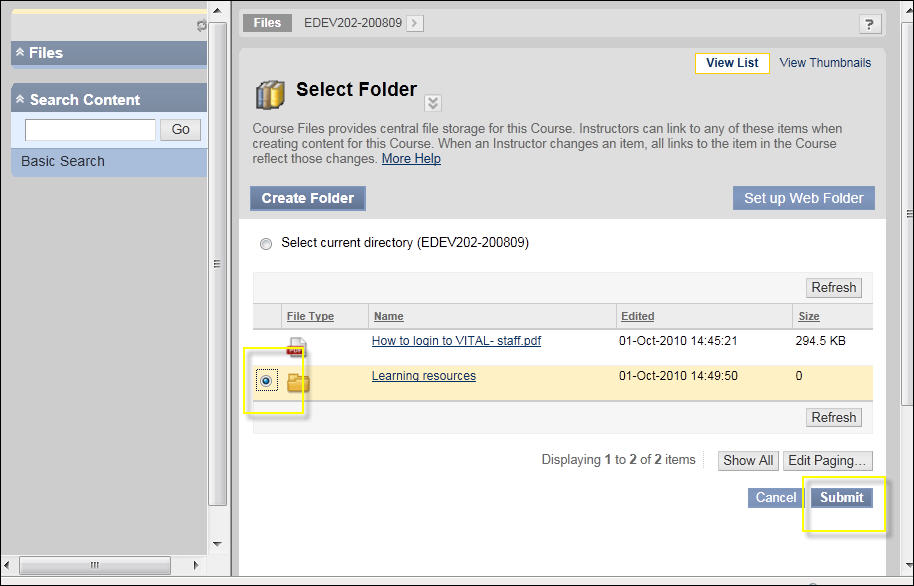 Files
Search Content
Go
Basic Search
Files EDEV202-200809 >
?
View List View Thumbnails
Select Folder
Course Files provides central file storage for this Course. Instructors can link to any of these items when
creating content for this Course. When an Instructor changes an item, all links to the item in the Course
reflect those changes. More Help
Create Folder Set up Web Folder
Select current directory (EDEV202-200809)
Refresh
File Type Name Edited Size
PDF How to login to VITAL- staff.pdf 01-Oct-2010 14:45:21 294.5 KB
Learning resources 01-Oct-2010 14:49:50 0
Refresh
Displaying 1 to 2 of 2 items Show All Edit Paging...
Cancel Submit